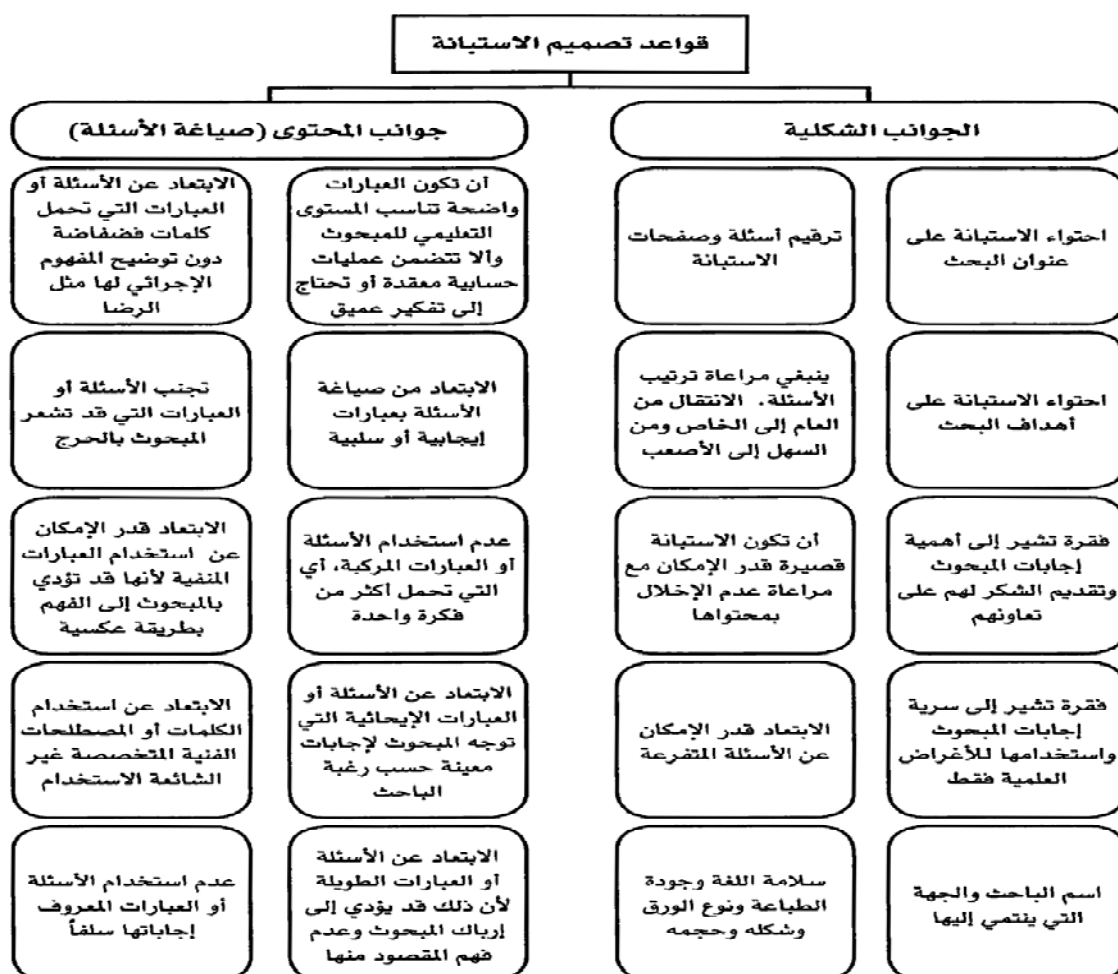 قواعد تصميم الاستبانة
الجوانب الشكلية
جوانب المحتوى (صياغة الأسئلة)
احتواء الاستبانة على
عنوان البحث
ترقيم أسئلة وصفحات
الاستبانة
أن تكون العبارات
واضحة تناسب المستوى
التعليمي للمبحوث
وألا تتضمن عمليات
حسابية معقدة أو تحتاج
إلى تفكير عميق
الابتعاد عن الأسئلة أو
العبارات التي تحمل
كلمات فضفاضة
دون توضيح المفهوم
الإجرائي لها مثل
الرضا
احتواء الاستبانة على
أهداف البحث
ينبغي مراعاة ترتيب
الأسئلة. الانتقال من
العام إلى الخاص ومن
السهل إلى الأصعب
الابتعاد من صياغة
الأسئلة بعبارات
إيجابية أو سلبية
تجنب الأسئلة أو
العبارات التي قد تشعر
المبحوث بالحرج
فقرة تشير إلى أهمية
إجابات المبحوث
وتقديم الشكر لهم على
تعاونهم
أن تكون الاستبانة
قصيرة قدر الإمكان مع
مراعاة عدم الإخلال
بمحتواها
عدم استخدام الأسئلة
أو العبارات المركبة، أي
التي تحمل أكثر من
فكرة واحدة
الابتعاد قدر الإمكان
عن استخدام العبارات
المنفية لأنها قد تؤدي
بالمبحوث إلى الفهم
بطريقة عكسية
فقرة تشير إلى سرية
إجابات المبحوث
واستخدامها للأغراض
العلمية فقط
الابتعاد قدر الإمكان
عن الأسئلة المتفرعة
الابتعاد عن الأسئلة أو
العبارات الإيحائية التي
توجه المبحوث لإجابات
معينة حسب رغبة
الباحث
الابتعاد عن استخدام
الكلمات أو المصطلحات
الفنية المتخصصة غير
الشائعة الاستخدام
اسم الباحث والجهة
التي ينتمي إليها
سلامة اللغة وجودة
الطباعة ونوع الورق
وشكله وحجمه
الابتعاد عن الأسئلة
أو العبارات الطويلة
لأن ذلك قد يؤدي إلى
إرباك المبحوث وعدم
فهم المقصود منها
عدم استخدام الأسئلة
أو العبارات المعروف
إجاباتها سلفاً